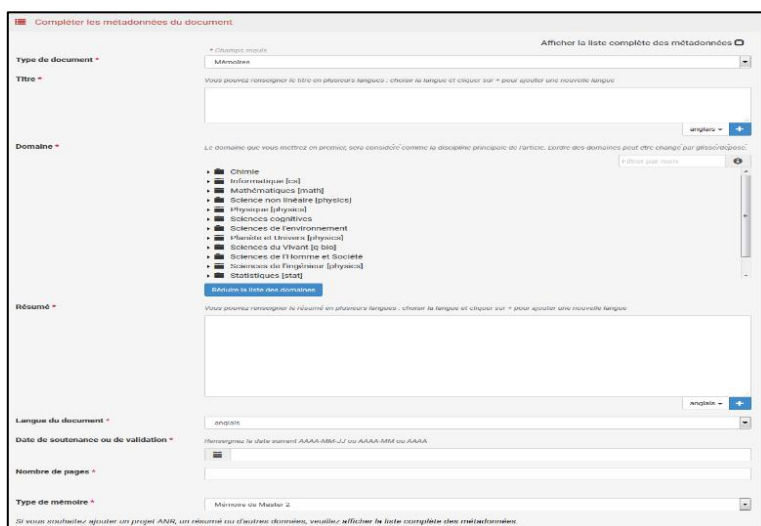 Compléter les métadonnées du document
Afficher la liste complète des métadonnées
* Champs requis
Type de document *
Mémoires
Titre *
Vous pouvez renseigner le titre en plusieurs langues : choisir la langue et cliquer sur + pour ajouter une nouvelle langue
anglais
+
Domaine *
Le domaine que vous mettrez en premier, sera considéré comme la discipline principale de l'article. L'ordre des domaines peut être changé par glissé/déposé.
Filtrer par nom
Chimie
Informatique [cs]
Mathématiques [math]
Science non linéaire [physics]
Physique [physics]
Sciences cognitives
Sciences de l'environnement
Planète et Univers [physics]
Sciences du Vivant [q-bio]
Sciences de l'Homme et Société
Sciences de l'ingénieur [physics]
Statistiques [stat]
Réduire la liste des domaines
Résumé *
Vous pouvez renseigner le résumé en plusieurs langues : choisir la langue et cliquer sur + pour ajouter une nouvelle langue
anglais
+
Langue du document *
anglais
Date de soutenance ou de validation *
Renseignez la date suivant AAAA-MM-JJ ou AAAA-MM ou AAAA
Nombre de pages *
Type de mémoire *
Mémoire de Master 2
Si vous souhaitez ajouter un projet ANR, un résumé ou d'autres données, veuillez afficher la liste complète des métadonnées.